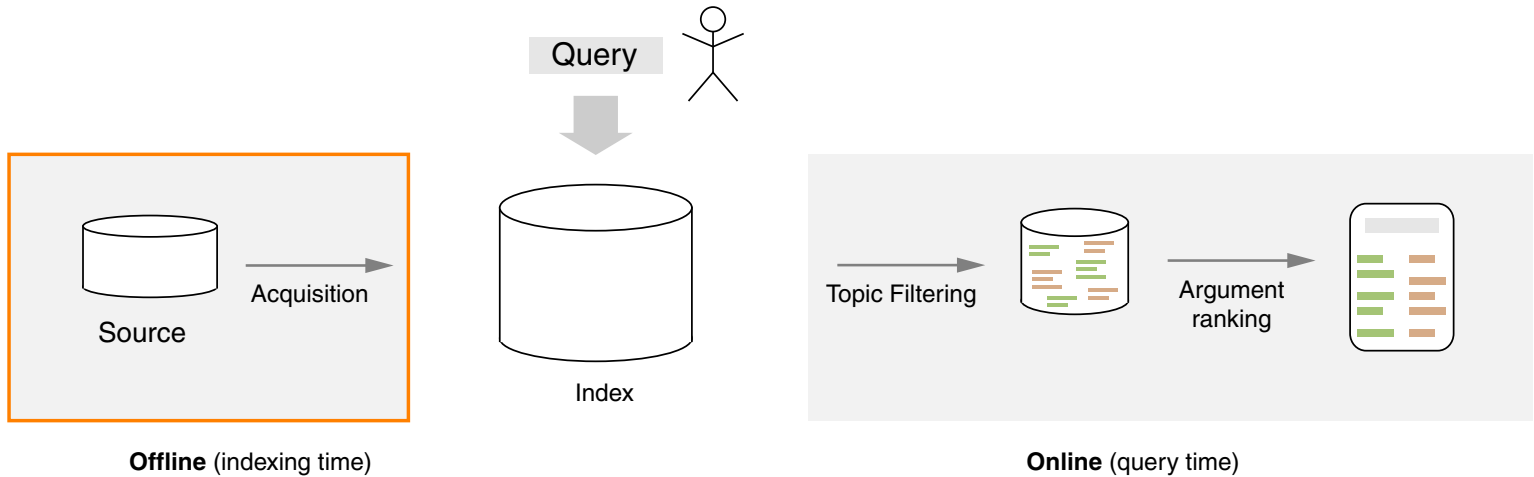 Query
Source
Acquisition
Index
Topic Filtering
Argument
ranking
Offline (indexing time)
Online (query time)